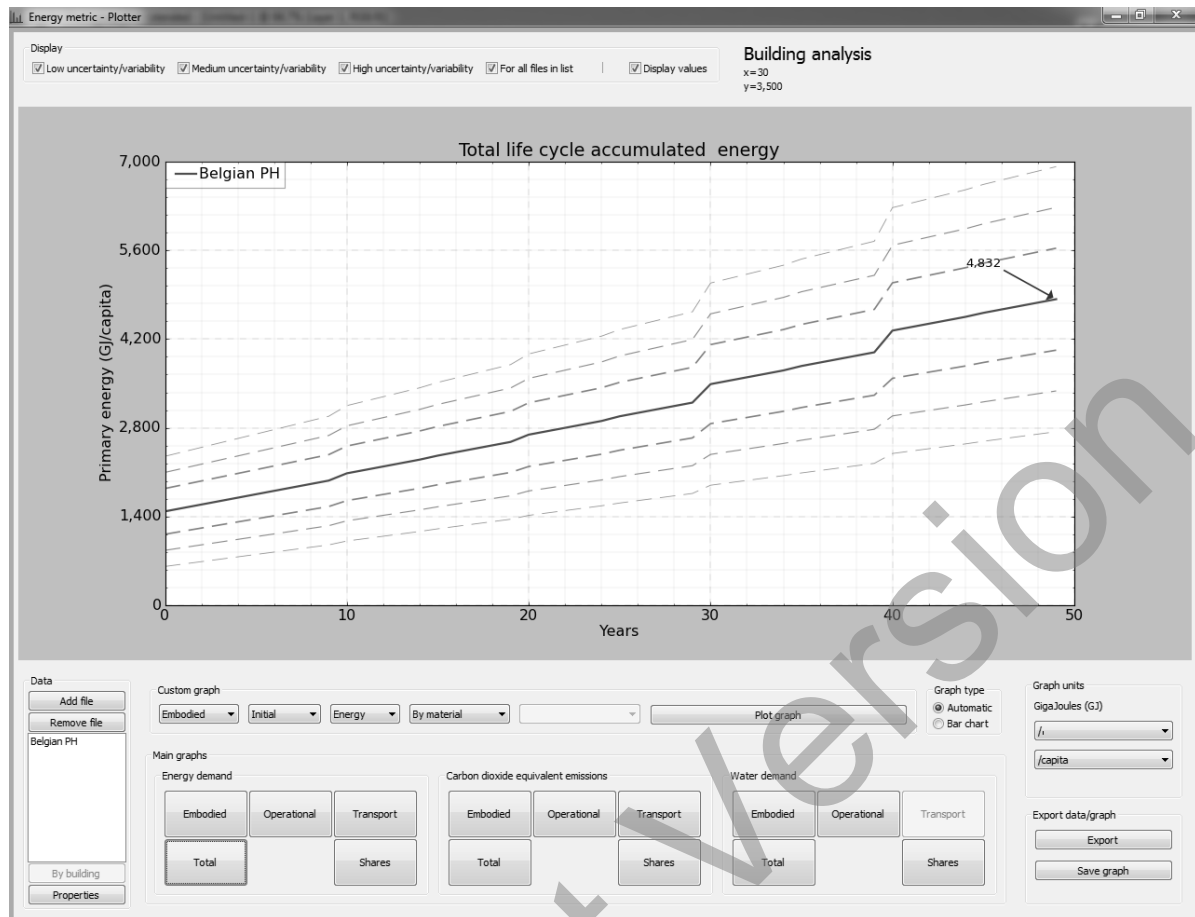 Energy metric - Plotter
Display
Low uncertainty/variability Medium uncertainty/variability High uncertainty/variability For all files in list | Display values
Building analysis
x=30
y=3,500
Total life cycle accumulated energy
Belgian PH
7,000
5,600
4,200
2,800
1,400
0
Primary energy (GJ/capita)
4,832
0 10 20 30 40 50
Years
Data
Add file
Remove file
Belgian PH
By building
Properties
Custom graph
Embodied Initial Energy By material Plot graph
Graph type
Automatic
Bar chart
Main graphs
Energy demand
Embodied Operational Transport
Total Shares
Carbon dioxide equivalent emissions
Embodied Operational Transport
Total Shares
Water demand
Embodied Operational Transport
Total Shares
Graph units
GigaJoules (GJ)
/capita
Export data/graph
Export
Save graph
Version